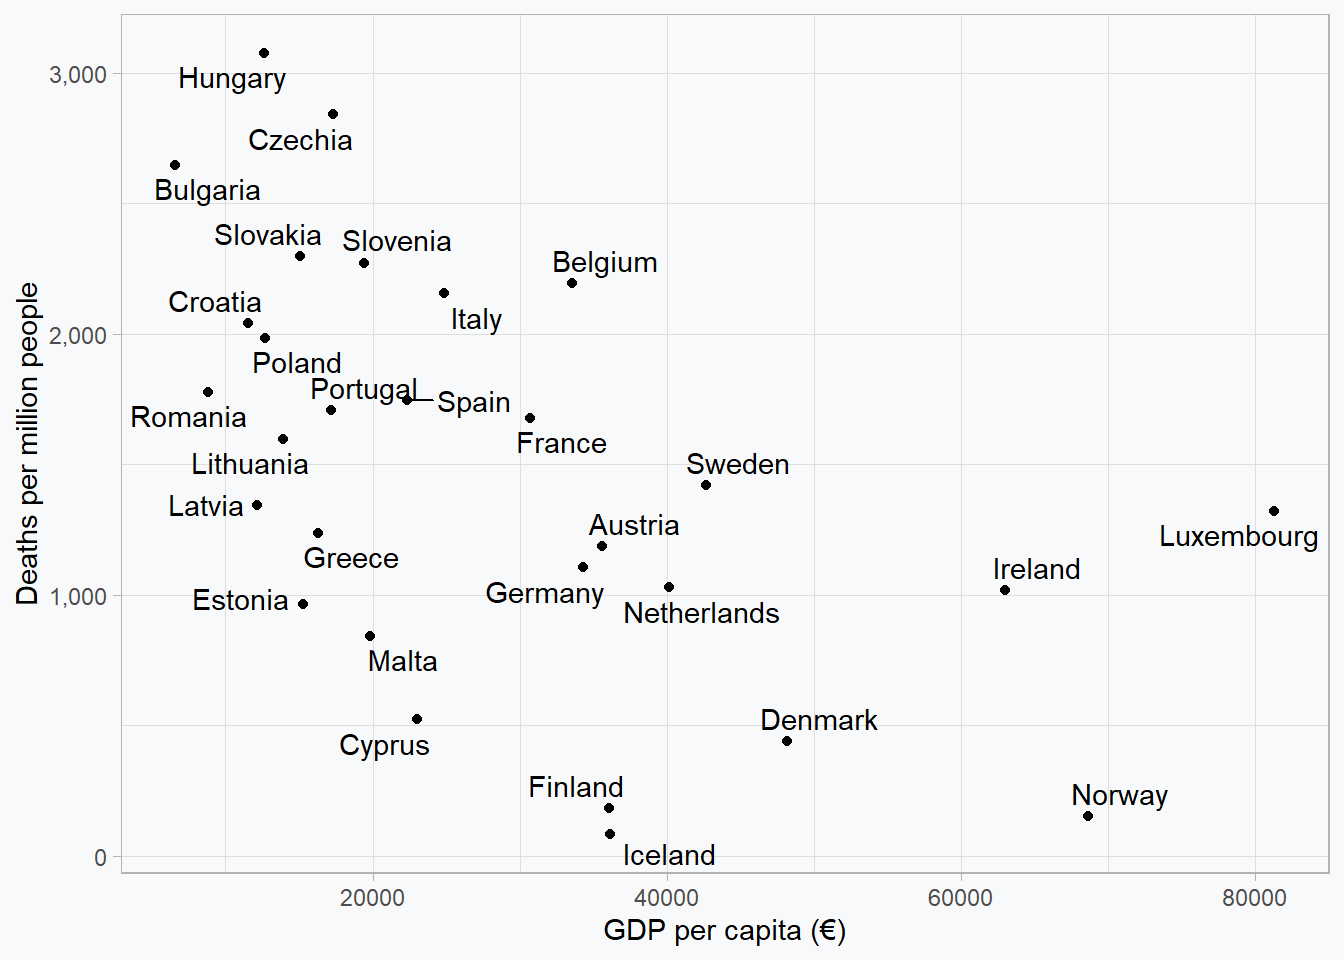 Deaths per million people
3,000
2,000
1,000
0
Hungary
Czechia
Bulgaria
Slovakia
Slovenia
Belgium
Croatia
Italy
Poland
Portugal
Spain
Romania
France
Lithuania
Sweden
Latvia
Austria
Luxembourg
Greece
Ireland
Germany
Estonia
Netherlands
Malta
Denmark
Cyprus
Finland
Norway
Iceland
20000
40000
60000
80000
GDP per capita (€)